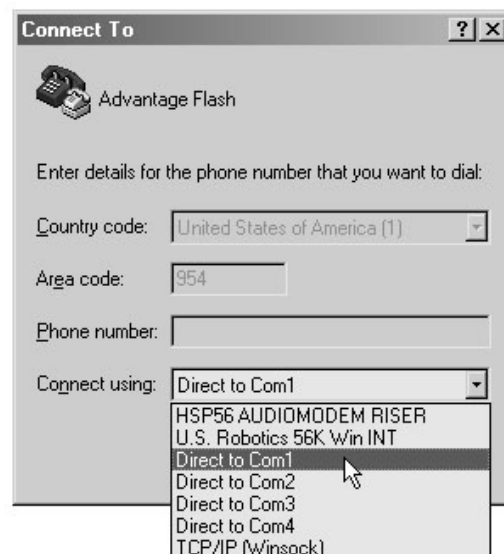 Connect To
Advantage Flash
Enter details for the phone number that you want to dial:
Country code: United States of America (1)
Area code: 954
Phone number:
Connect using: Direct to Com1
HSP56 AUDIOMODEM RISER
U.S. Robotics 56K Win INT
Direct to Com1
Direct to Com2
Direct to Com3
Direct to Com4
TCP/IP (Winsock)